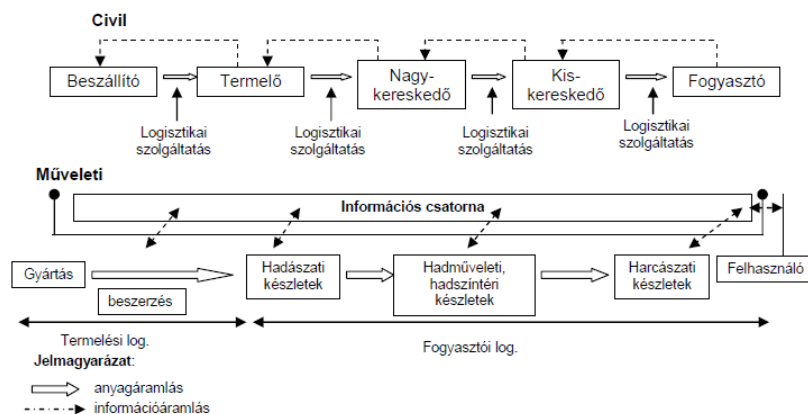 Civil
Beszállító
Termelő
Nagy-
kereskedő
Kis-
kereskedő
Fogyasztó
Logisztikai
szolgáltatás
Logisztikai
szolgáltatás
Logisztikai
szolgáltatás
Logisztikai
szolgáltatás
Műveleti
Információs csatorna
Gyártás
beszerzés
Hadászati
készletek
Hadműveleti,
hadszíntéri
készletek
Harcászati
készletek
Felhasználó
Termelési log.
Fogyasztói log.
Jelmagyarázat:
anyagáramlás
információáramlás